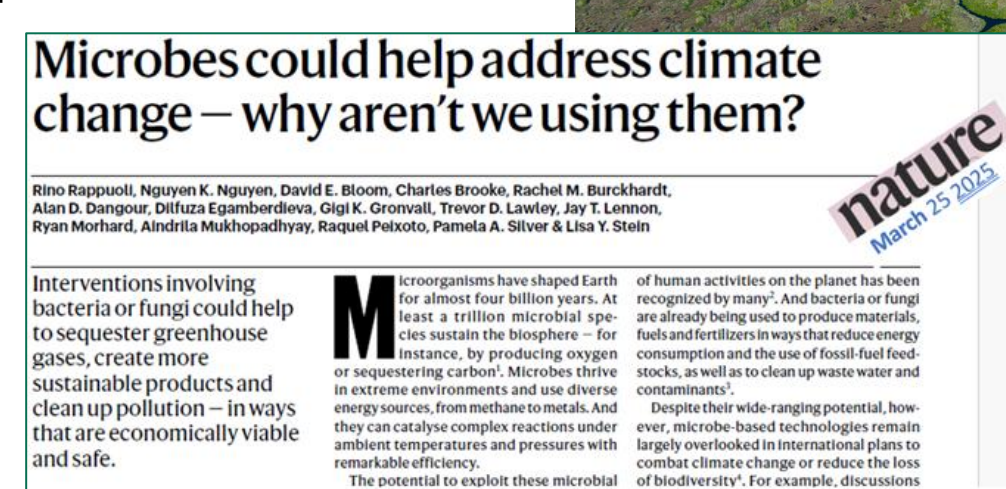 Microbes could help address climate
change — why aren't we using them?
nature
March 25 2025
Rino Rappuoli, Nguyen K. Nguyen, David E. Bloom, Charles Brooke, Rachel M. Burckhardt,
Alan D. Dangour, Dilfuza Egamberdieva, Gigi K. Gronvall, Trevor D. Lawley, Jay T. Lennon,
Ryan Morhard, Aindrila Mukhopadhyay, Raquel Peixoto, Pamela A. Silver & Lisa Y. Stein
Interventions involving
bacteria or fungi could help
to sequester greenhouse
gases, create more
sustainable products and
clean up pollution — in ways
that are economically viable
and safe.
Microorganisms have shaped Earth
for almost four billion years. At
least a trillion microbial spe-
cies sustain the biosphere — for
instance, by producing oxygen
or sequestering carbon¹. Microbes thrive
in extreme environments and use diverse
energy sources, from methane to metals. And
they can catalyse complex reactions under
ambient temperatures and pressures with
remarkable efficiency.
The potential to exploit these microbial
of human activities on the planet has been
recognized by many². And bacteria or fungi
are already being used to produce materials,
fuels and fertilizers in ways that reduce energy
consumption and the use of fossil-fuel feed-
stocks, as well as to clean up waste water and
contaminants³.
Despite their wide-ranging potential, how-
ever, microbe-based technologies remain
largely overlooked in international plans to
combat climate change or reduce the loss
of biodiversity⁴. For example, discussions